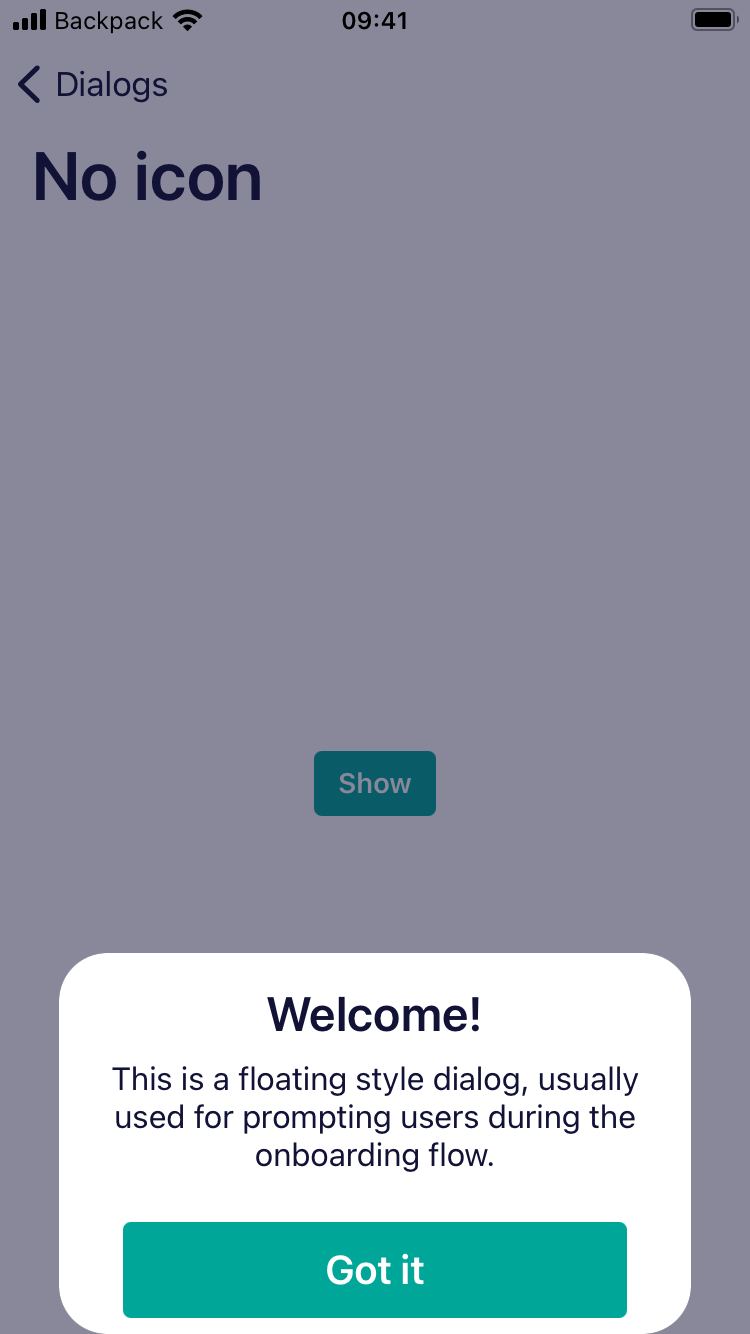 Backpack 09:41
Dialogs
No icon
Show
Welcome!
This is a floating style dialog, usually
used for prompting users during the
onboarding flow.
Got it